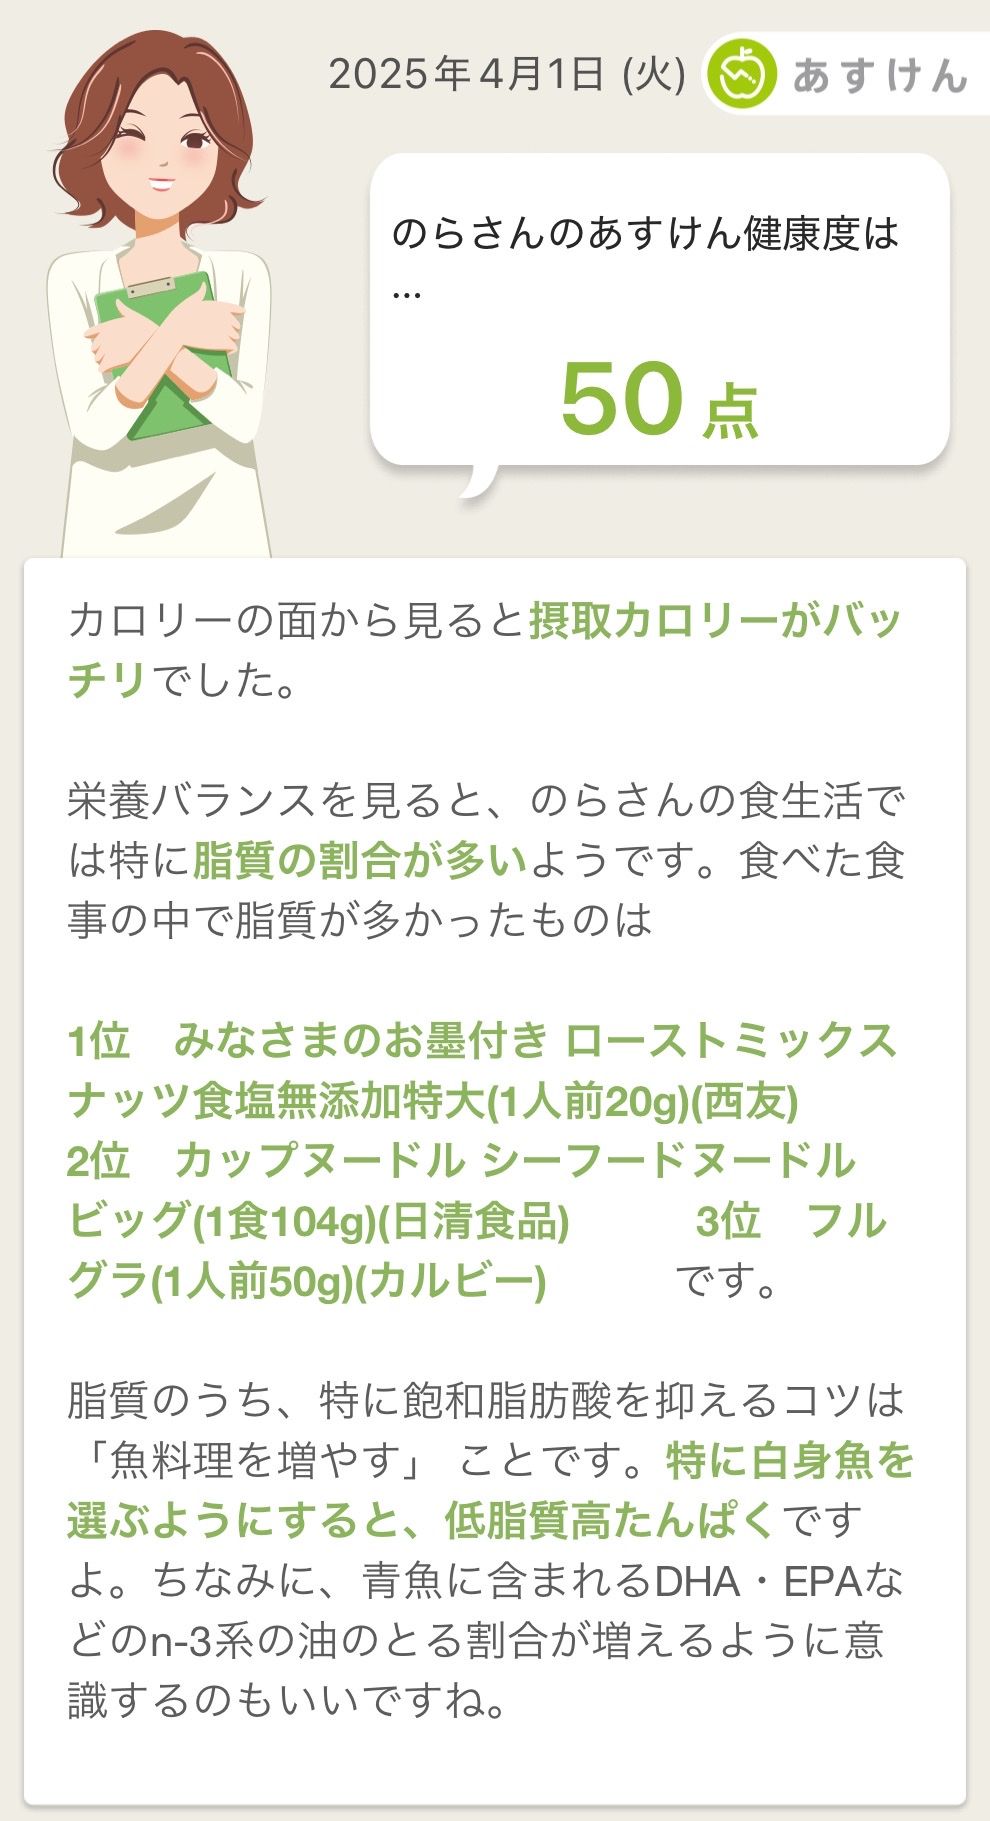 2025年4月1日 (火)
あすけん
のらさんのあすけん健康度は
...
50 点
カロリーの面から見ると摂取カロリーがバッ
チリでした。
栄養バランスを見ると、のらさんの食生活で
は特に脂質の割合が多いようです。食べた食
事の中で脂質が多かったものは
1位　みなさまのお墨付き ローストミックス
ナッツ食塩無添加特大(1人前20g)(西友)
2位　カップヌードル シーフードヌードル
ビッグ(1食104g)(日清食品)　　　3位　フル
グラ(1人前50g)(カルビー)　　　です。
脂質のうち、特に飽和脂肪酸を抑えるコツは
「魚料理を増やす」 ことです。特に白身魚を
選ぶようにすると、低脂質高たんぱくです
よ。ちなみに、青魚に含まれるDHA・EPAな
どのn-3系の油のとる割合が増えるように意
識するのもいいですね。